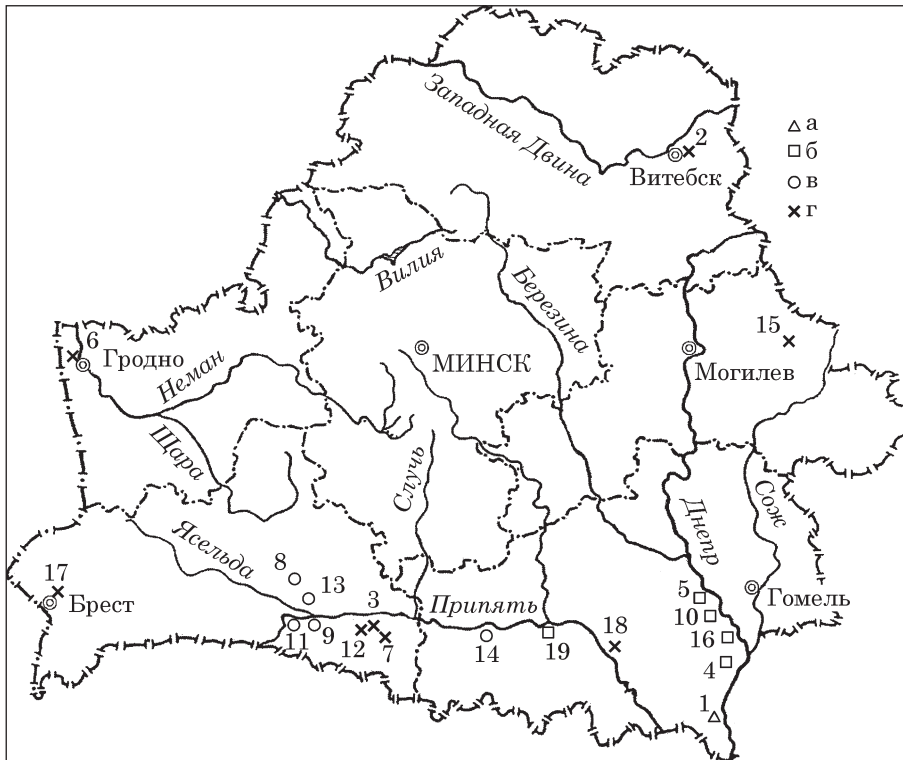 Западная Двина
2
Витебск
а
б
в
г
Вилия
Березина
15
6
Гродно
Неман
МИНСК
Могилев
Щара
Случь
Днепр
Сож
Ясельда
8
17
Брест
13
3
Припять
5
Гомель
10
18
16
11
9
12
7
14
19
4
1